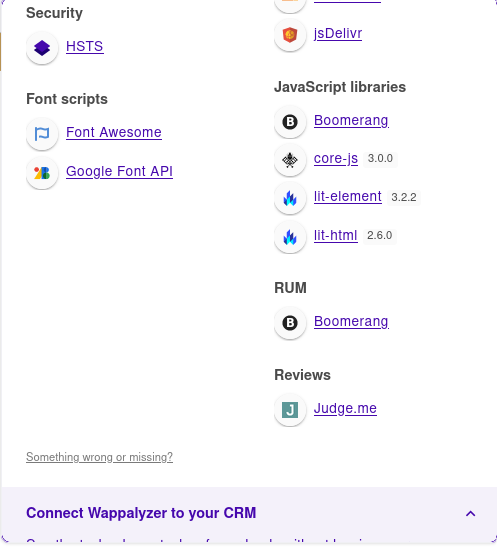 Security
HSTS
Font scripts
Font Awesome
Google Font API
jsDelivr
JavaScript libraries
Boomerang
core-js 3.0.0
lit-element 3.2.2
lit-html 2.6.0
RUM
Boomerang
Reviews
Judge.me
Something wrong or missing?
Connect Wappalyzer to your CRM